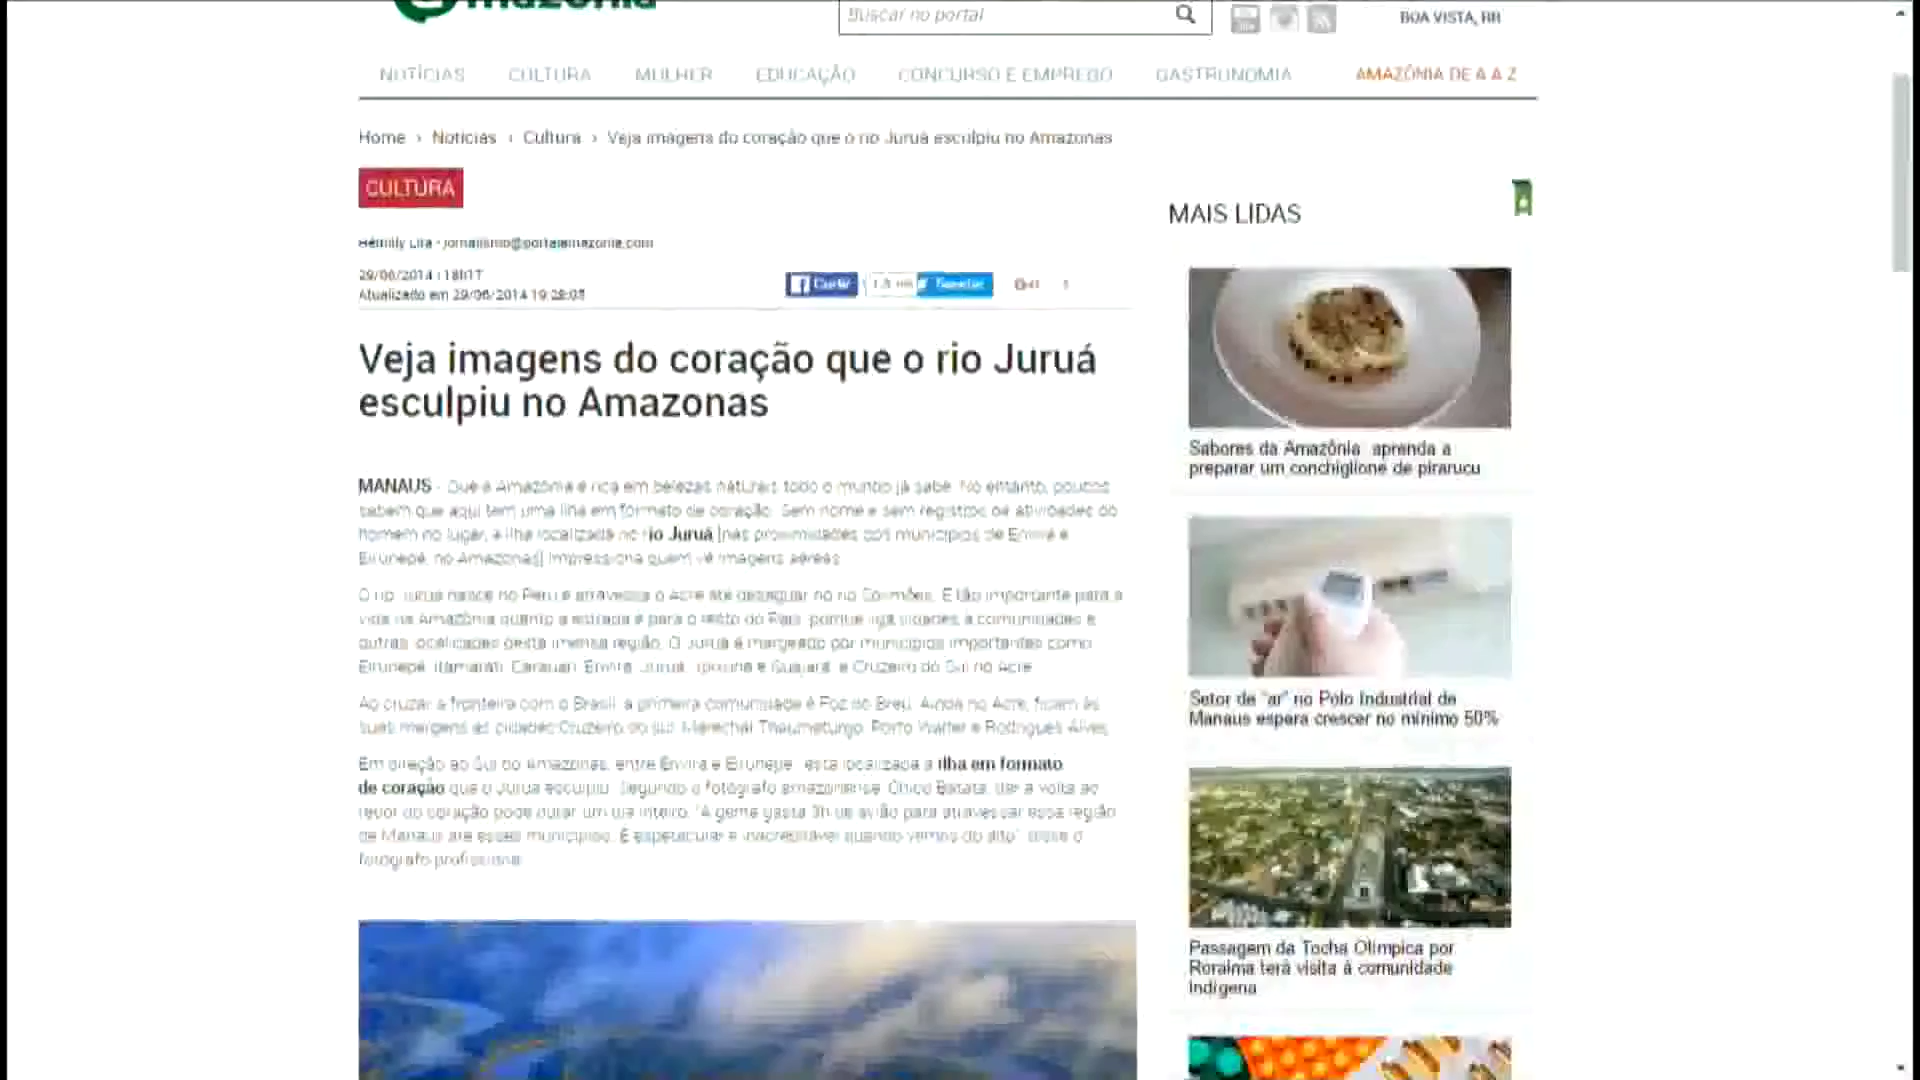 Buscar no portal
BOA VISTA, RR
NOTÍCIAS CULTURA MULHER EDUCAÇÃO CONCURSO E EMPREGO GASTRONOMIA AMAZÔNIA DE A A Z
Home › Notícias › Cultura › Veja imagens do coração que o rio Juruá esculpiu no Amazonas
CULTURA
jornalismo@portalamazonia.com
29/06/2014 18h17
Atualizado em 29/06/2014
Veja imagens do coração que o rio Juruá
esculpiu no Amazonas
MANAUS - Que a Amazônia é rica em belezas naturais todo o mundo já sabe. No entanto, poucos
sabem que aqui tem uma ilha em formato de coração. Sem nome e sem registros de atividades do
homem no lugar, a ilha localizada no rio Juruá [nas proximidades dos municípios de Envira e
Eirunepé, no Amazonas] impressiona quem vê imagens aéreas
O rio Juruá nasce no Peru e atravessa o Acre até desaguar no rio Solimões. É tão importante para a
vida na Amazônia quanto a estrada é para o resto do País, porque liga cidades a comunidades e
outras localidades desta imensa região. O Juruá é margeado por municípios importantes como
Eirunepé, Itamarati, Carauari, Envira, Juruá, Ipixuna e Guajará, e Cruzeiro do Sul no Acre
Ao cruzar a fronteira com o Brasil, a primeira comunidade é Foz do Breu. Ainda no Acre, ficam às
suas margens as cidades Cruzeiro do Sul, Marechal Thaumaturgo, Porto Walter e Rodrigues Alves
Em direção ao Sul do Amazonas, entre Envira e Eirunepé, está localizada a ilha em formato
de coração que o Juruá esculpiu. Segundo o fotógrafo amazonense, Chico Batata, dar a volta ao
redor do coração pode durar um dia inteiro. "A gente gasta 3h de avião para atravessar essa região
de Manaus até esses municípios. É espetacular e inacreditável quando vemos do alto", disse o
fotógrafo profissional
MAIS LIDAS
Sabores da Amazônia: aprenda a
preparar um conchiglione de pirarucu
Setor de "ar" no Polo Industrial de
Manaus espera crescer no mínimo 50%
Passagem da Tocha Olímpica por
Roraima terá visita à comunidade
indígena